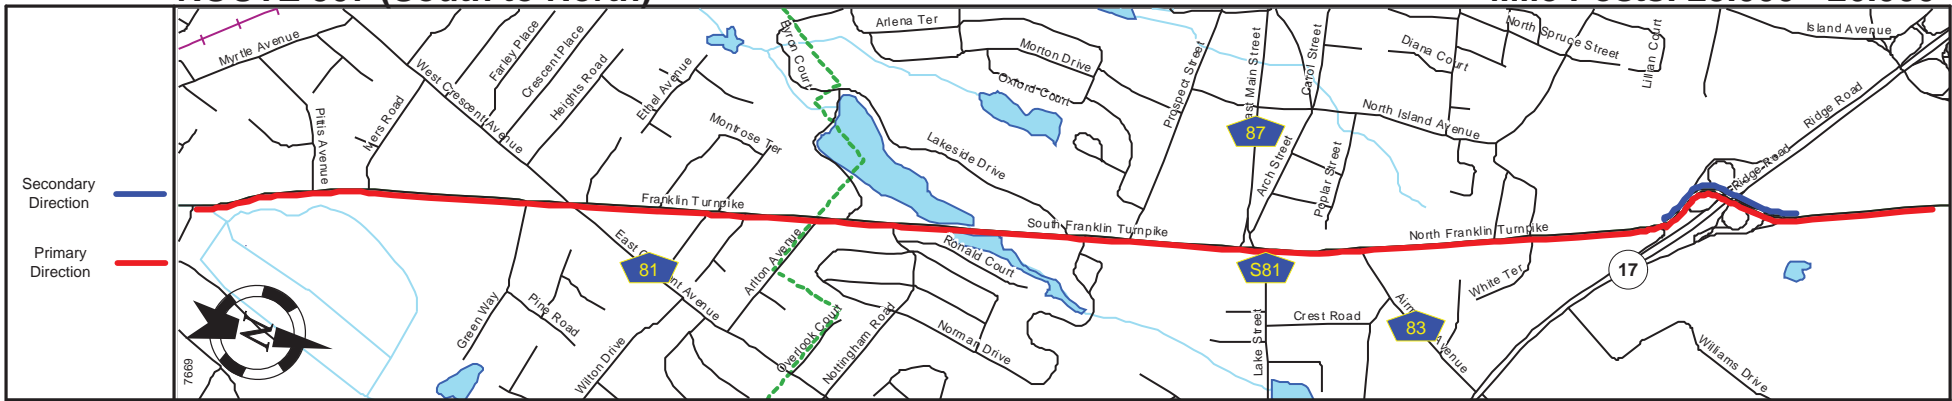 Secondary
Direction
Primary
Direction
7669
Myrtle Avenue
Pittis Avenue
Myers Road
West Crescent Avenue
Farley Place
Crescent Place
Heights Road
Ethel Avenue
Montrose Ter
Byron Court
Arlena Ter
Morton Drive
Oxford Court
Lakeside Drive
Prospect Street
East Main Street
87
Carol Street
Diana Court
North Spruce Street
Lillian Court
Island Avenue
North Island Avenue
Arch Street
Poplar Street
Ridge Road
Ridge Road
Franklin Turnpike
South Franklin Turnpike
North Franklin Turnpike
81
Arlton Avenue
Green Way
Pine Road
Wilton Drive
Overlook Court
Nottingham Road
Ronald Court
Norman Drive
S81
Lake Street
Crest Road
83
Avenue
White Ter
17
Williams Drive
N